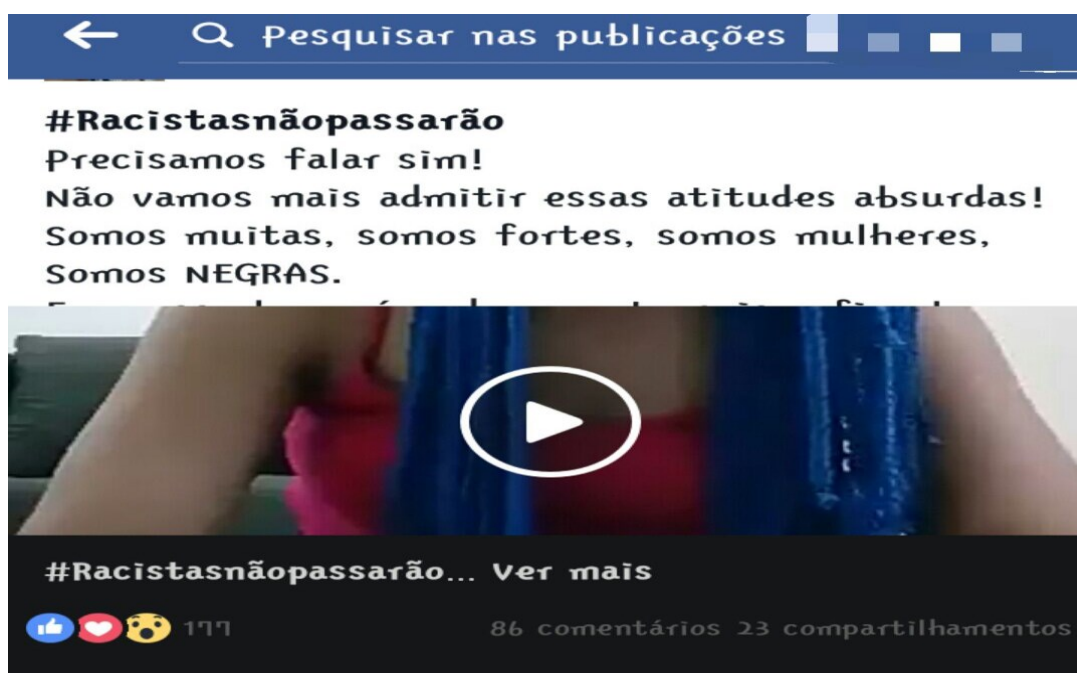 Pesquisar nas publicações
#Racistasnãopassarão
Precisamos falar sim!
Não vamos mais admitir essas atitudes absurdas!
Somos muitas, somos fortes, somos mulheres,
Somos NEGRAS.
#Racistasnãopassarão... Ver mais
177
86 comentários 23 compartilhamentos